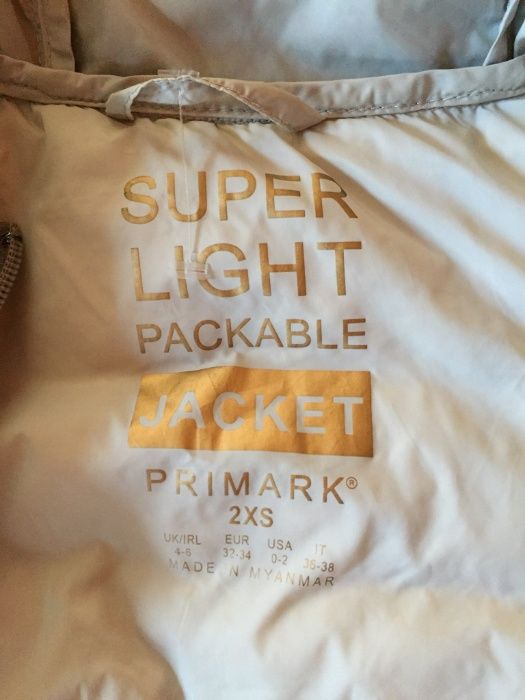 SUPER
LIGHT
PACKABLE
JACKET
PRIMARK®
2XS
UK/IRL EUR USA IT
4-6 32-34 0-2 36-38
MADE IN MYANMAR